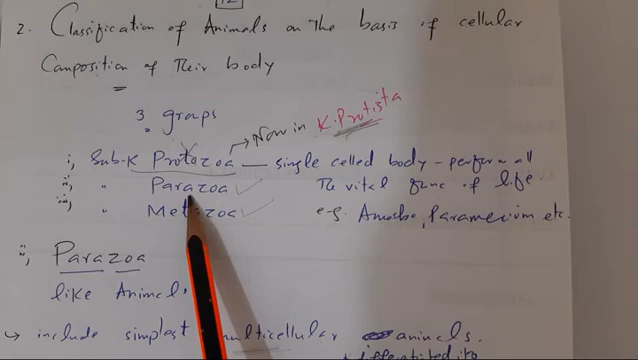 12
2. Classification of Animals on The basis of cellular
Composition of Their body
3 groups
→ Now in K. Protista
i, Sub-K Protozoa — single celled body - perform all
ii, " Parazoa ✓ The vital func of life.
iii, " Metazoa ✓ e-g. Amoeba, Paramecium etc.
ii, Parazoa
like Animal,
↪ include simplest multicellular animals.